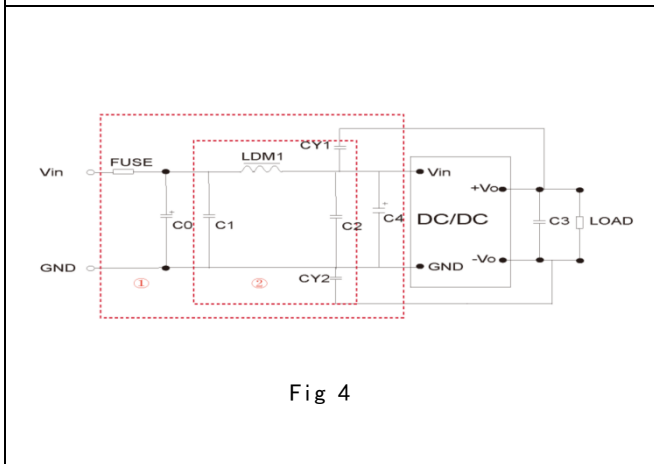 CY1
FUSE
LDM1
Vin
Vin
+Vo
C0
C1
C2
C4
DC/DC
C3
LOAD
-Vo
GND
GND
CY2
①
②
Fig 4